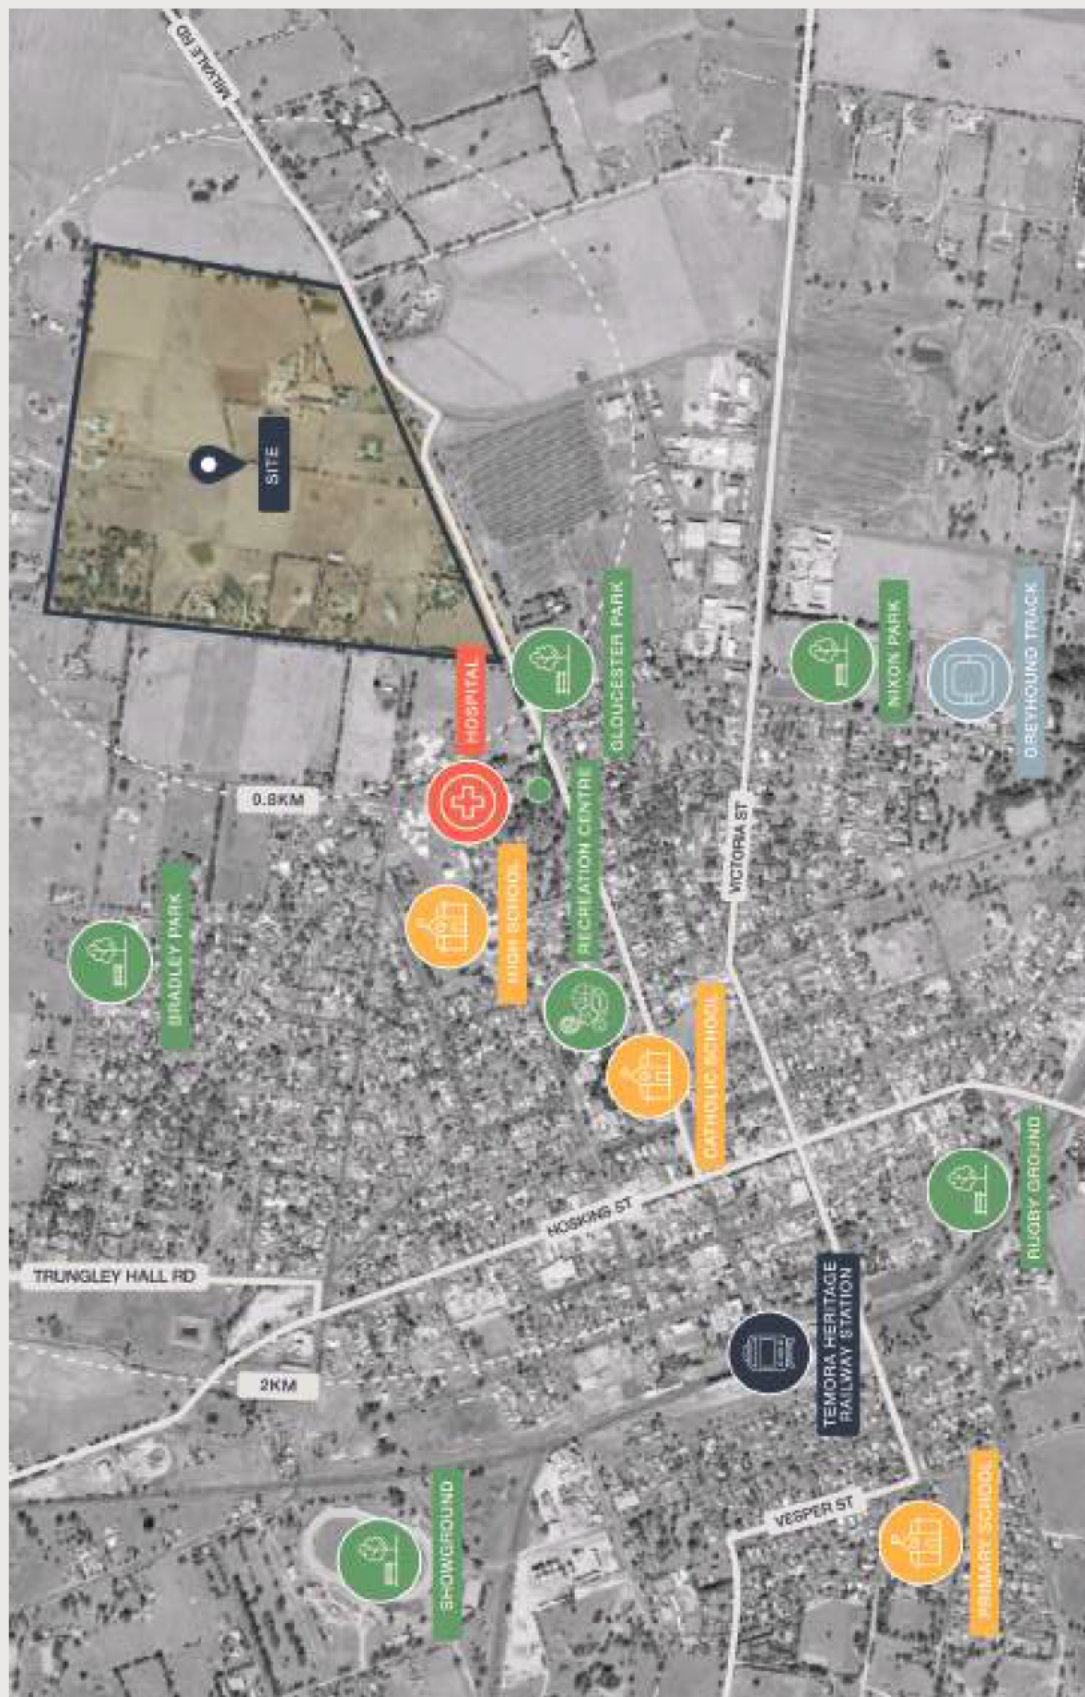 MILVALE RD
SITE
HOSPITAL
GLOUCESTER PARK
NIXON PARK
GREYHOUND TRACK
0.8KM
VICTORIA ST
BRADLEY PARK
HIGH SCHOOL
RECREATION CENTRE
CATHOLIC SCHOOL
HOSKINS ST
RUGBY GROUND
TRUNGLEY HALL RD
TEMORA HERITAGE
RAILWAY STATION
2KM
SHOWGROUND
VESPER ST
PRIMARY SCHOOL